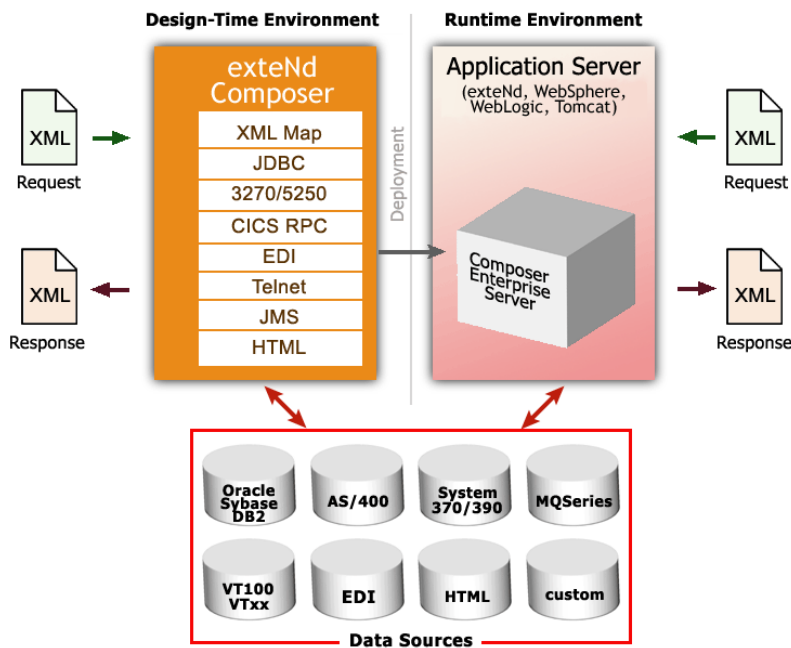 Design-Time Environment
Runtime Environment
exteNd
Composer
XML Map
JDBC
3270/5250
CICS RPC
EDI
Telnet
JMS
HTML
XML
Request
XML
Response
Deployment
Application Server
(exteNd, WebSphere,
WebLogic, Tomcat)
Composer
Enterprise
Server
XML
Request
XML
Response
Oracle
Sybase
DB2
AS/400
System
370/390
MQSeries
VT100
VTxx
EDI
HTML
custom
Data Sources